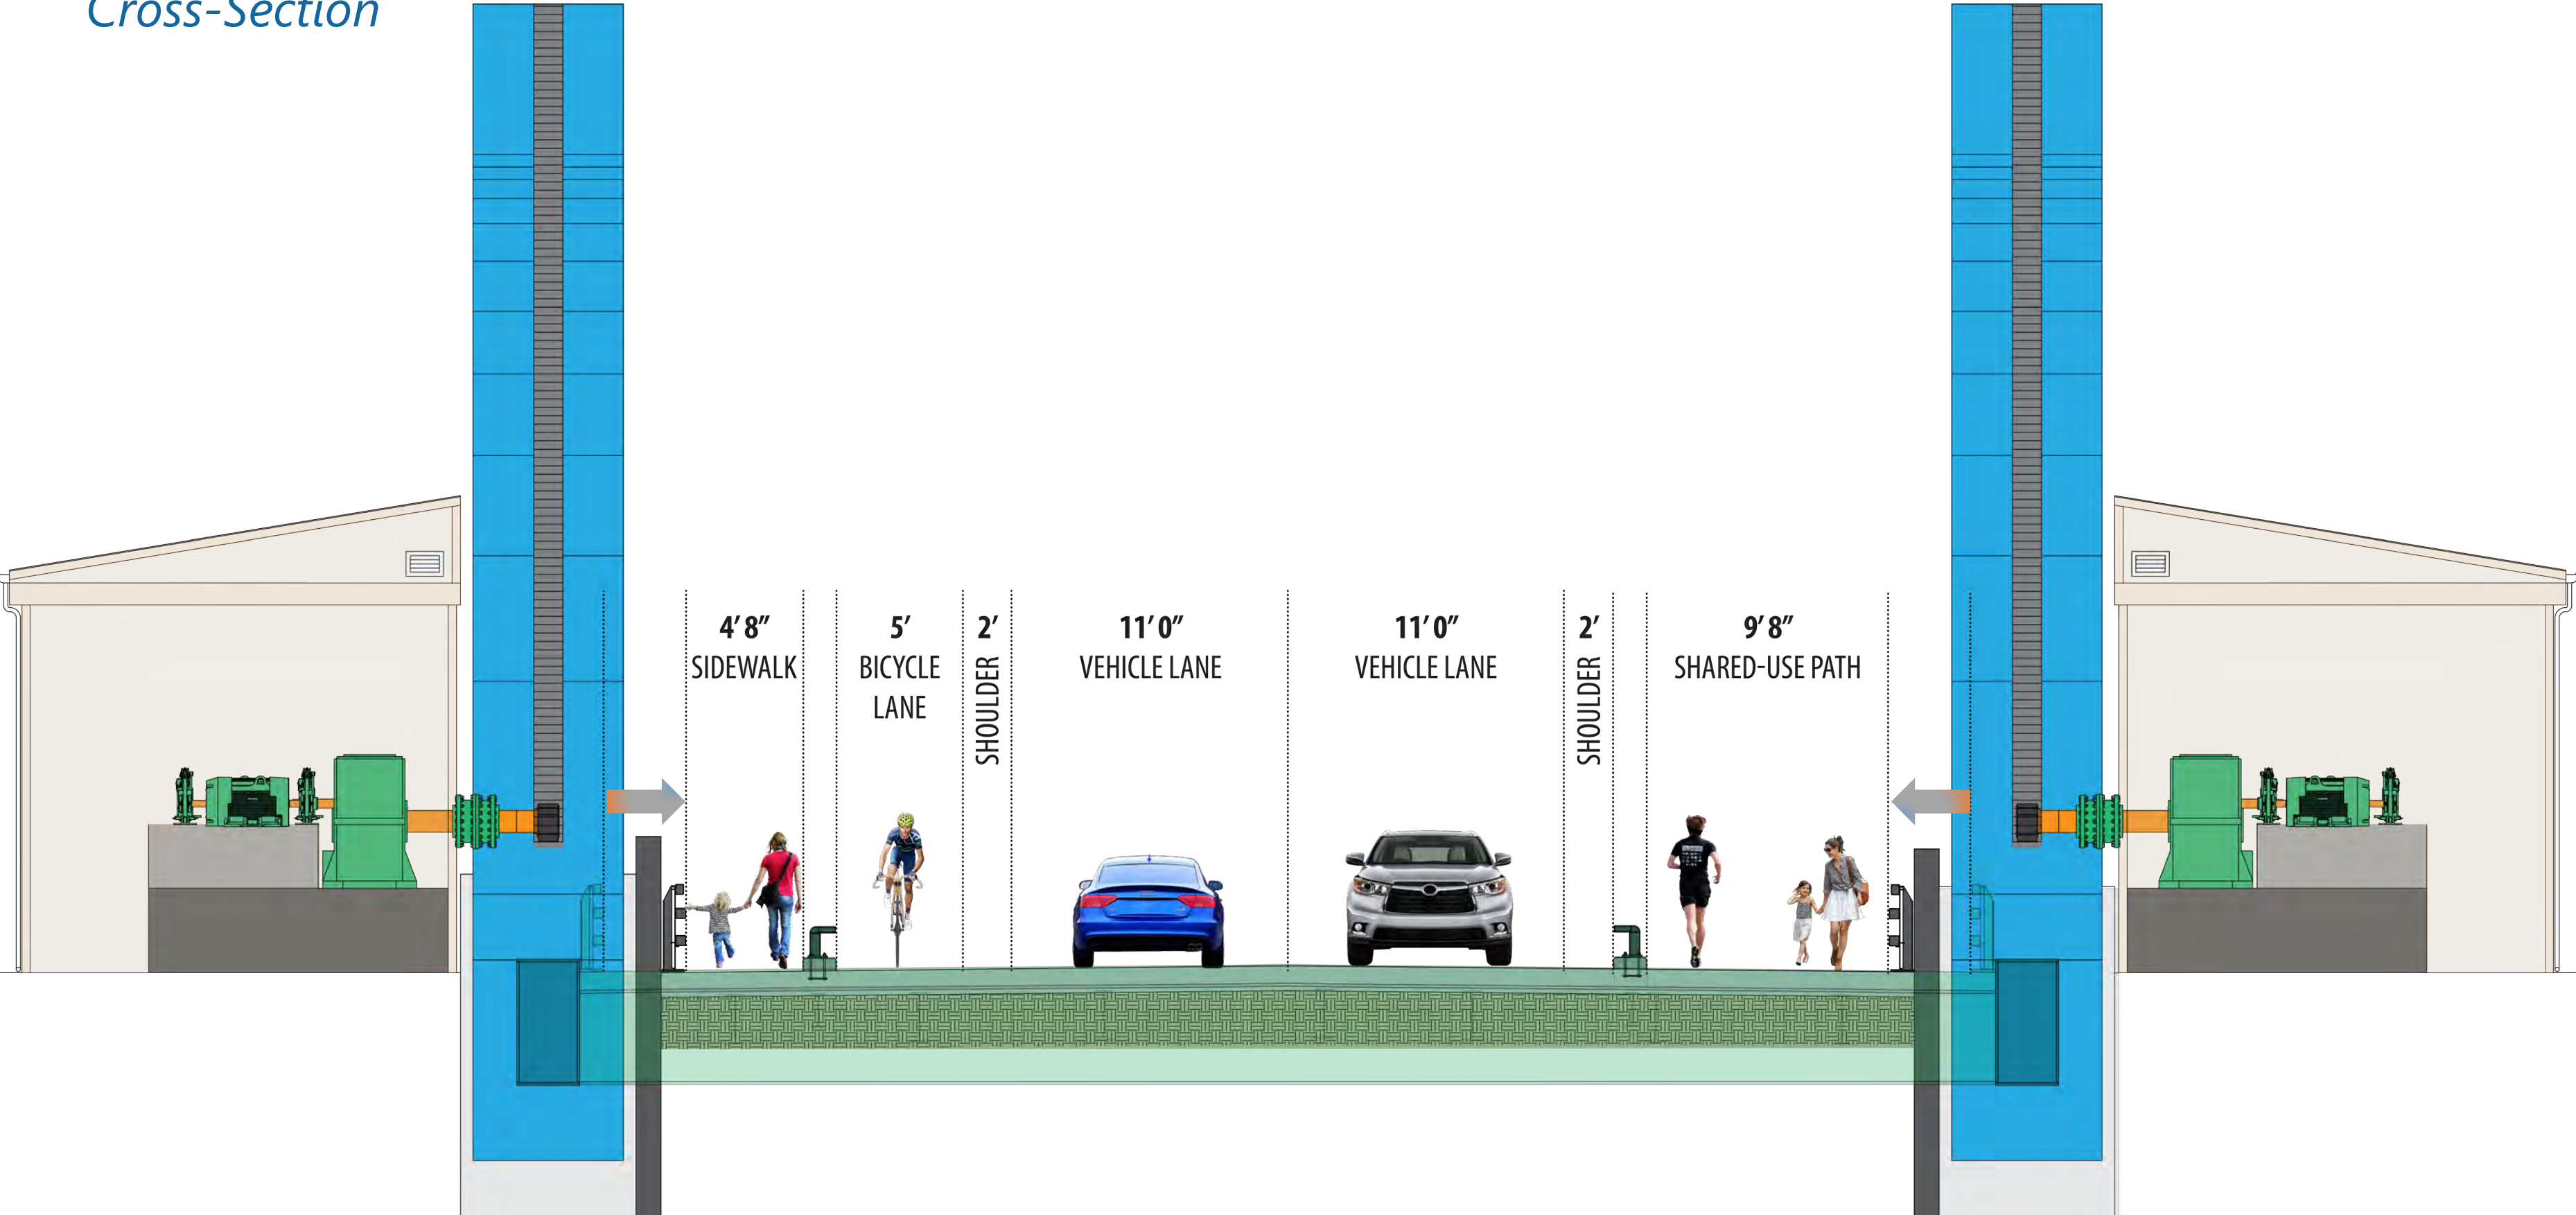 Cross-Section
4′ 8″
SIDEWALK
5′
BICYCLE
LANE
2′
SHOULDER
11′ 0″
VEHICLE LANE
11′ 0″
VEHICLE LANE
2′
SHOULDER
9′ 8″
SHARED-USE PATH